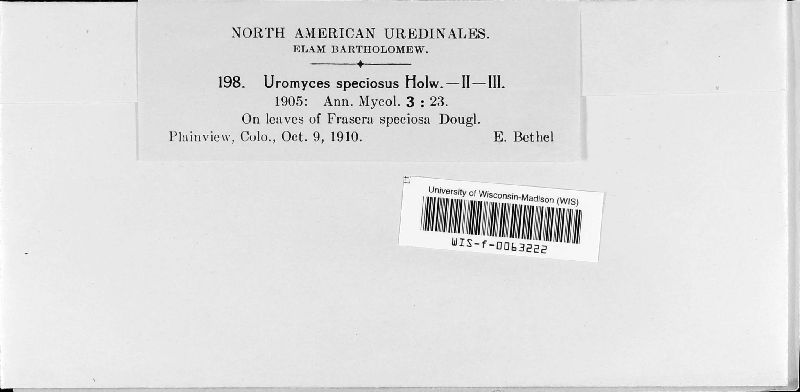 NORTH AMERICAN UREDINALES.
ELAM BARTHOLOMEW.
198. Uromyces speciosus Holw.—II—III.
1905: Ann. Mycol. 3 : 23.
On leaves of Frasera speciosa Dougl.
Plainview, Colo., Oct. 9, 1910. E. Bethel
University of Wisconsin-Madison (WIS)
WIS-f-0063222